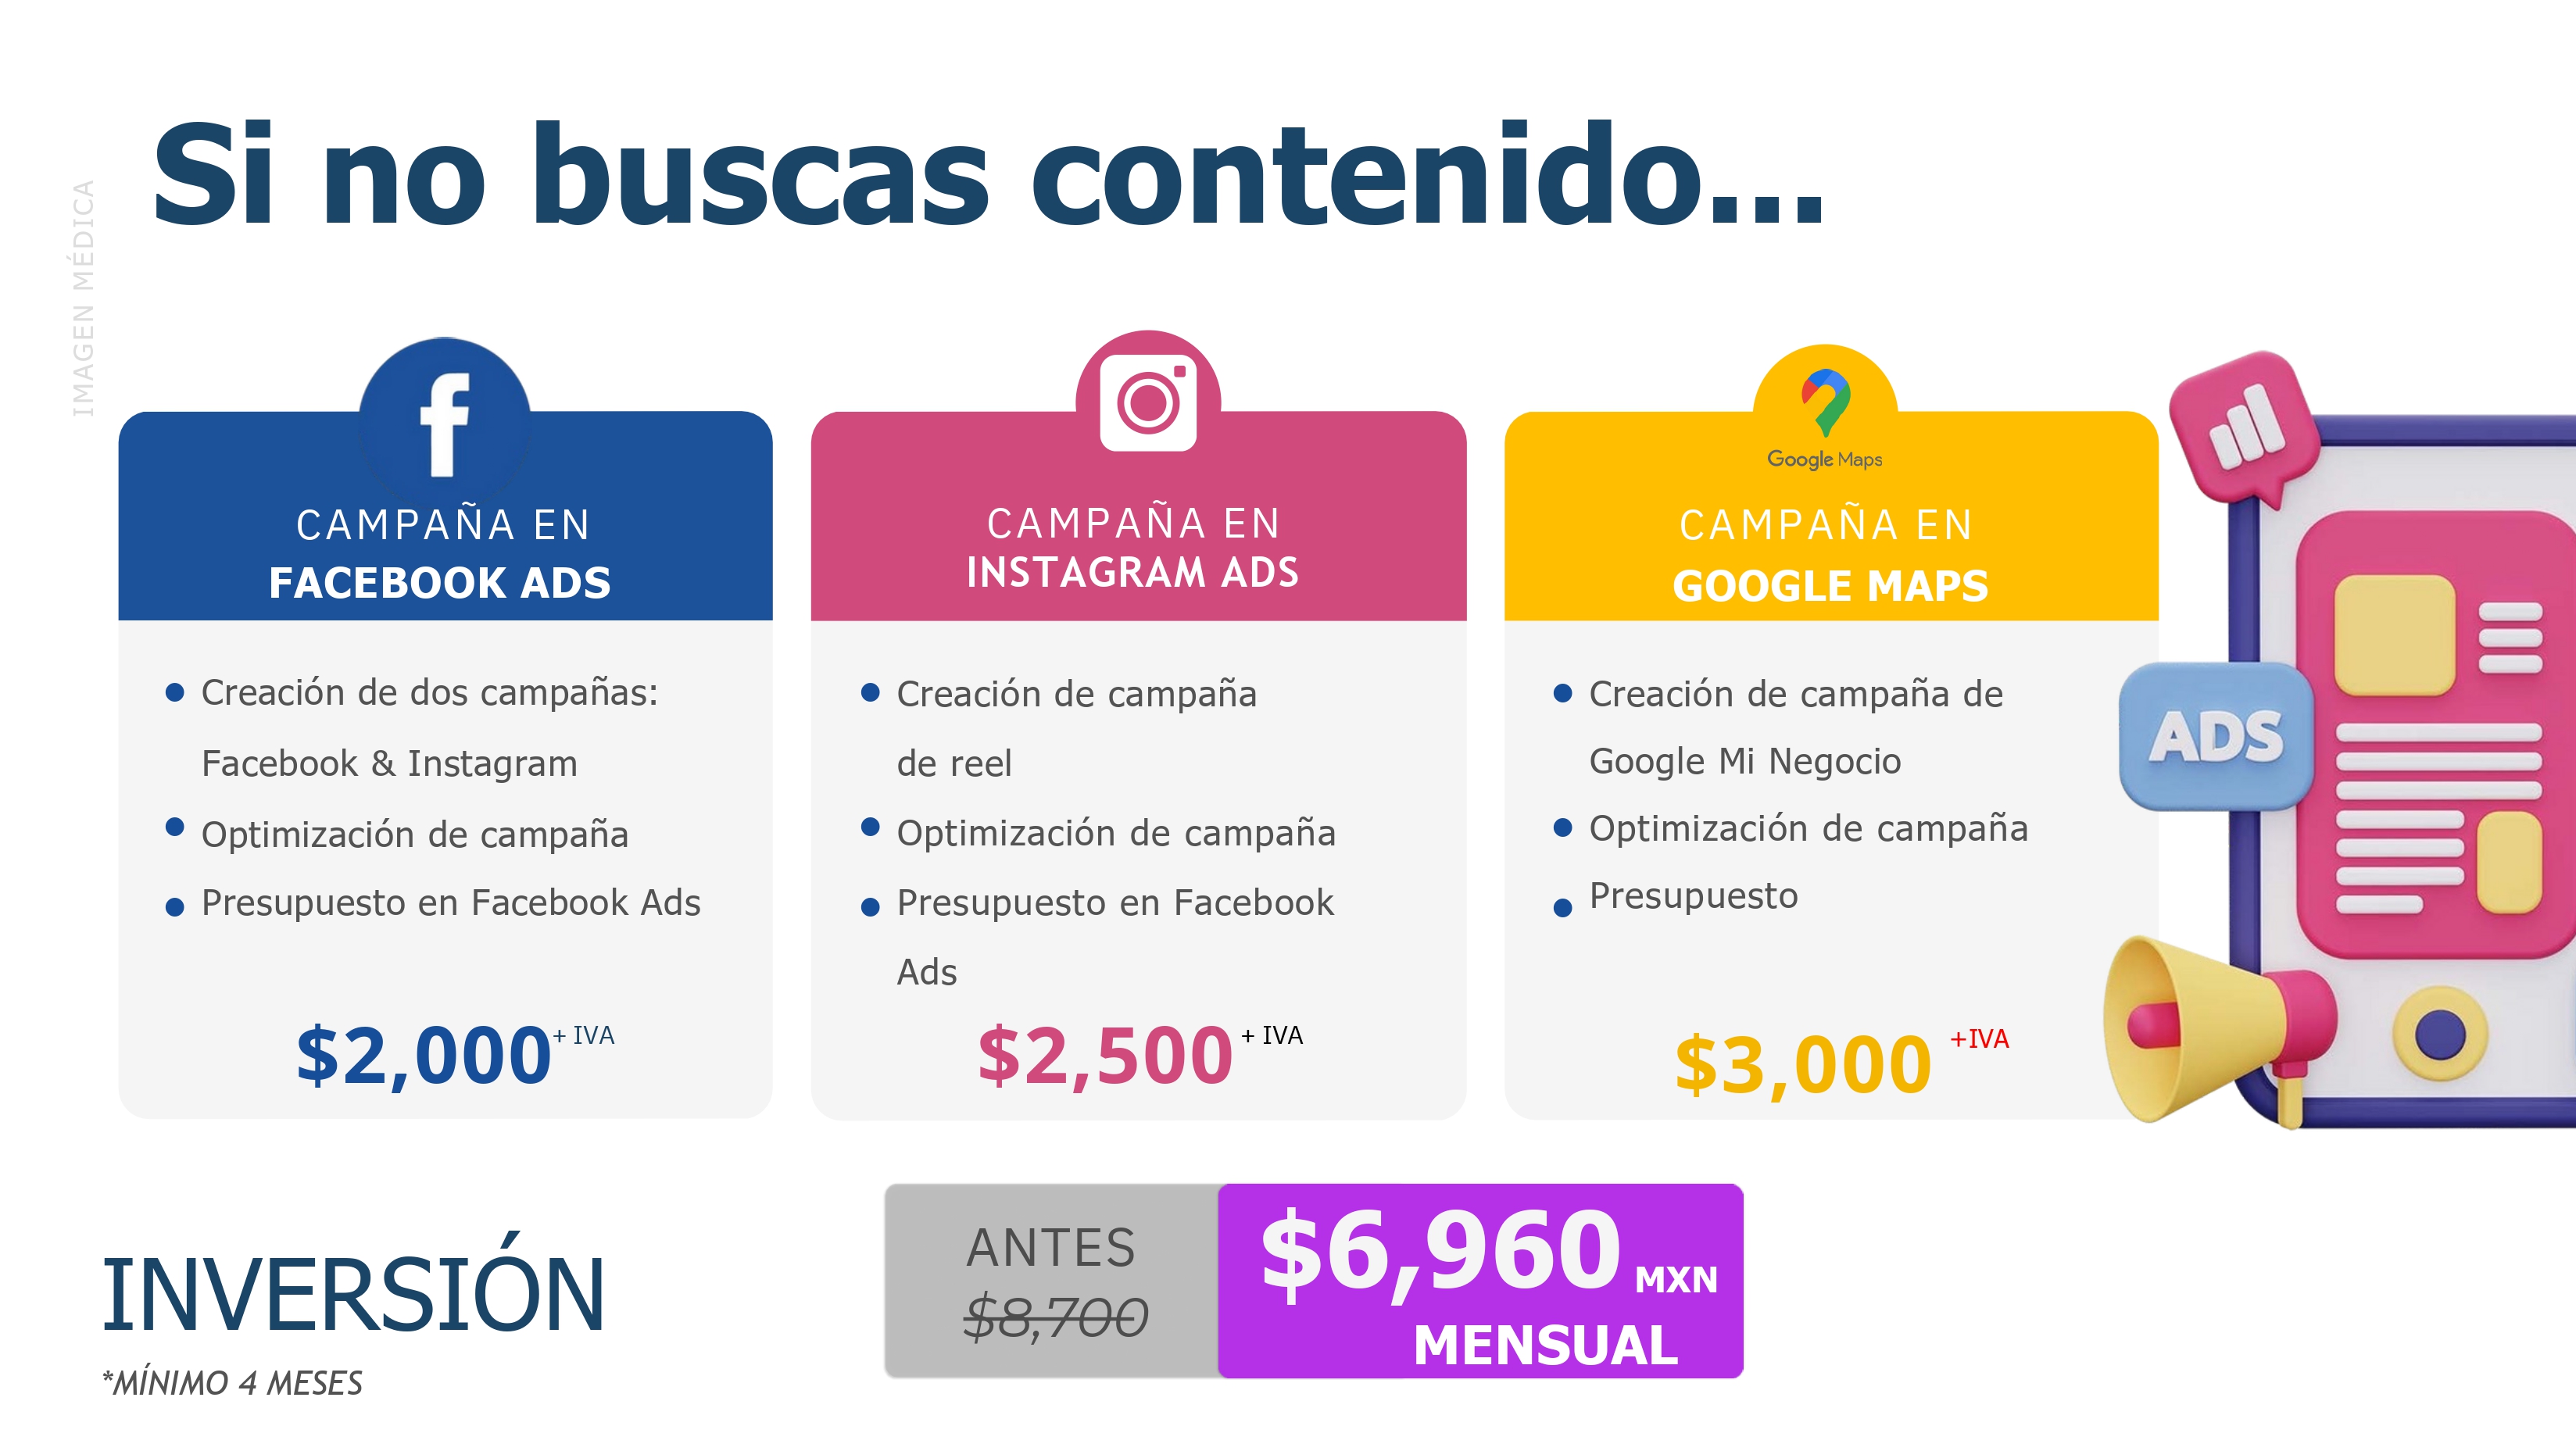 Si no buscas contenido...
IMAGEN MÉDICA
CAMPAÑA EN
FACEBOOK ADS
Creación de dos campañas:
Facebook & Instagram
Optimización de campaña
Presupuesto en Facebook Ads
$2,000 + IVA
CAMPAÑA EN
INSTAGRAM ADS
Creación de campaña
de reel
Optimización de campaña
Presupuesto en Facebook
Ads
$2,500 + IVA
Google Maps
CAMPAÑA EN
GOOGLE MAPS
Creación de campaña de
Google Mi Negocio
Optimización de campaña
Presupuesto
$3,000 +IVA
ADS
INVERSIÓN
*MÍNIMO 4 MESES
ANTES
$8,700
$6,960 MXN
MENSUAL